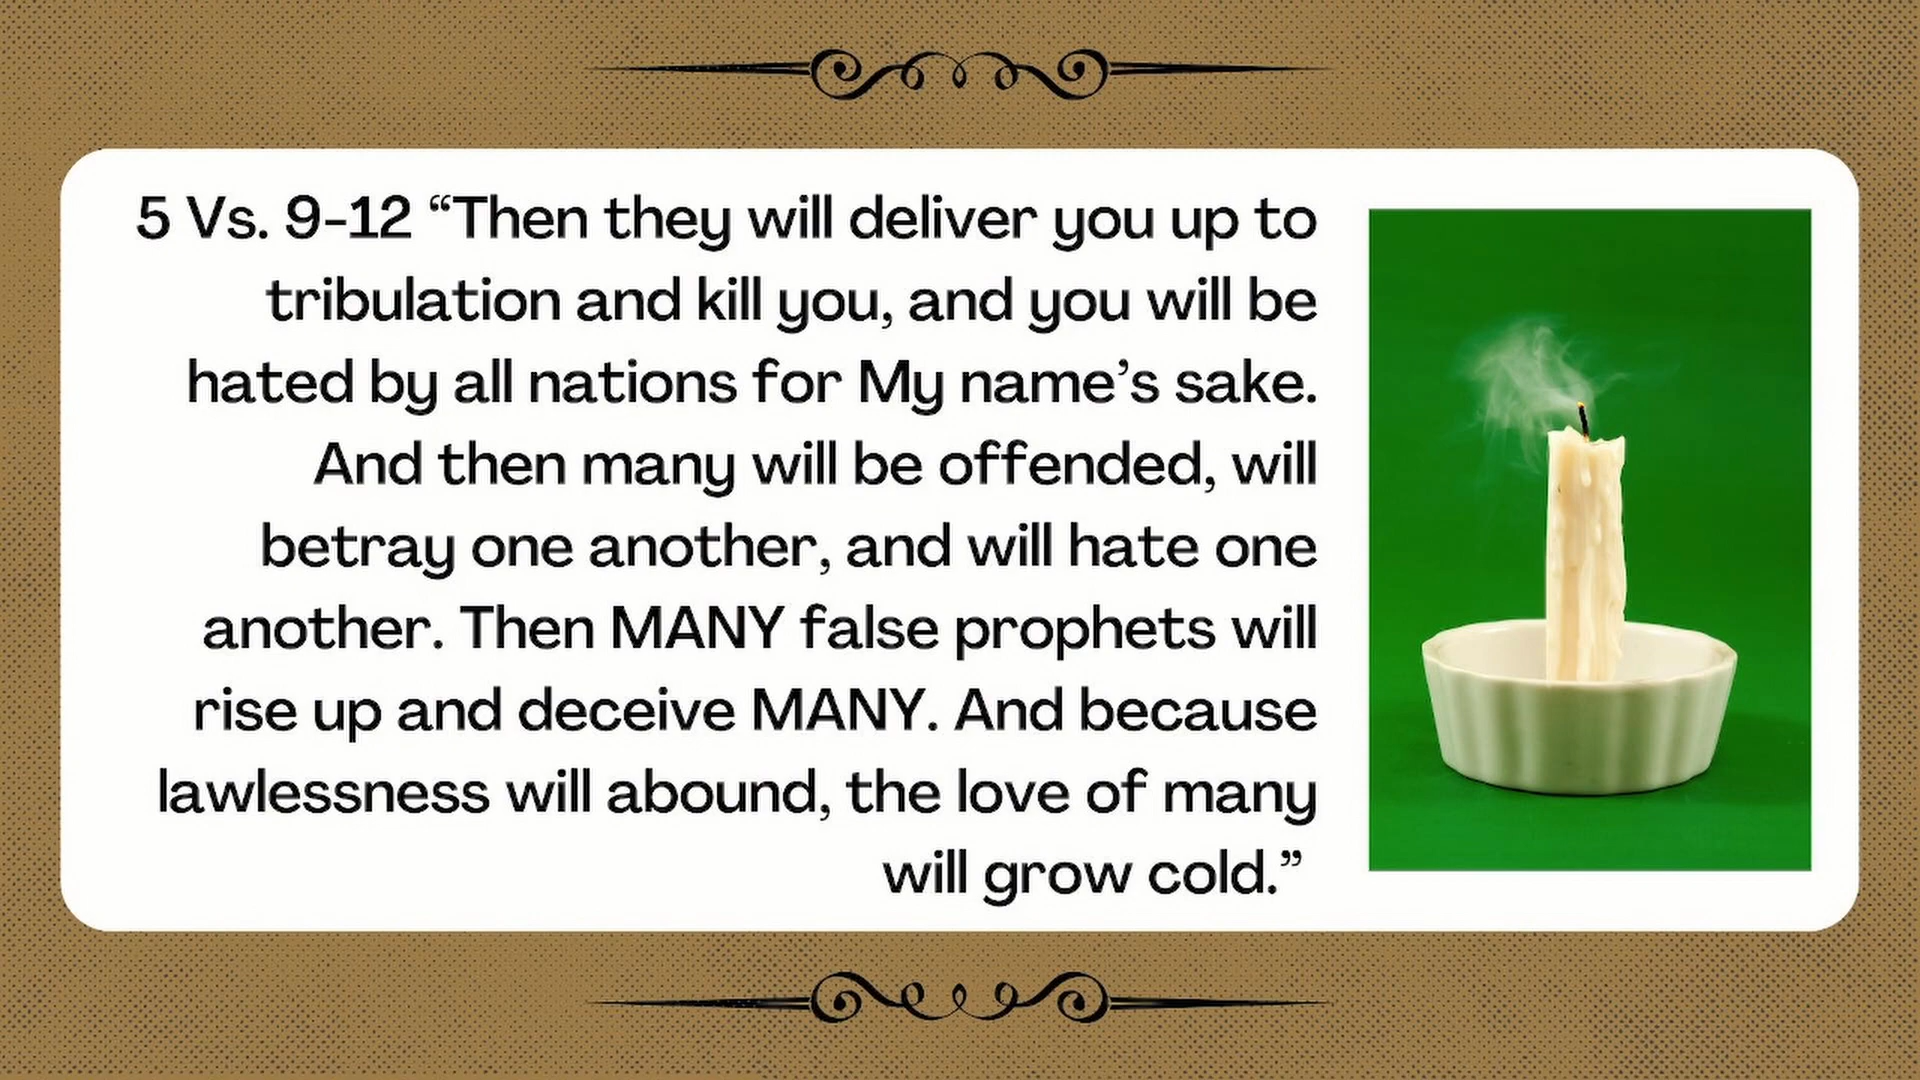 5 Vs. 9-12 “Then they will deliver you up to
tribulation and kill you, and you will be
hated by all nations for My name’s sake.
And then many will be offended, will
betray one another, and will hate one
another. Then MANY false prophets will
rise up and deceive MANY. And because
lawlessness will abound, the love of many
will grow cold.”